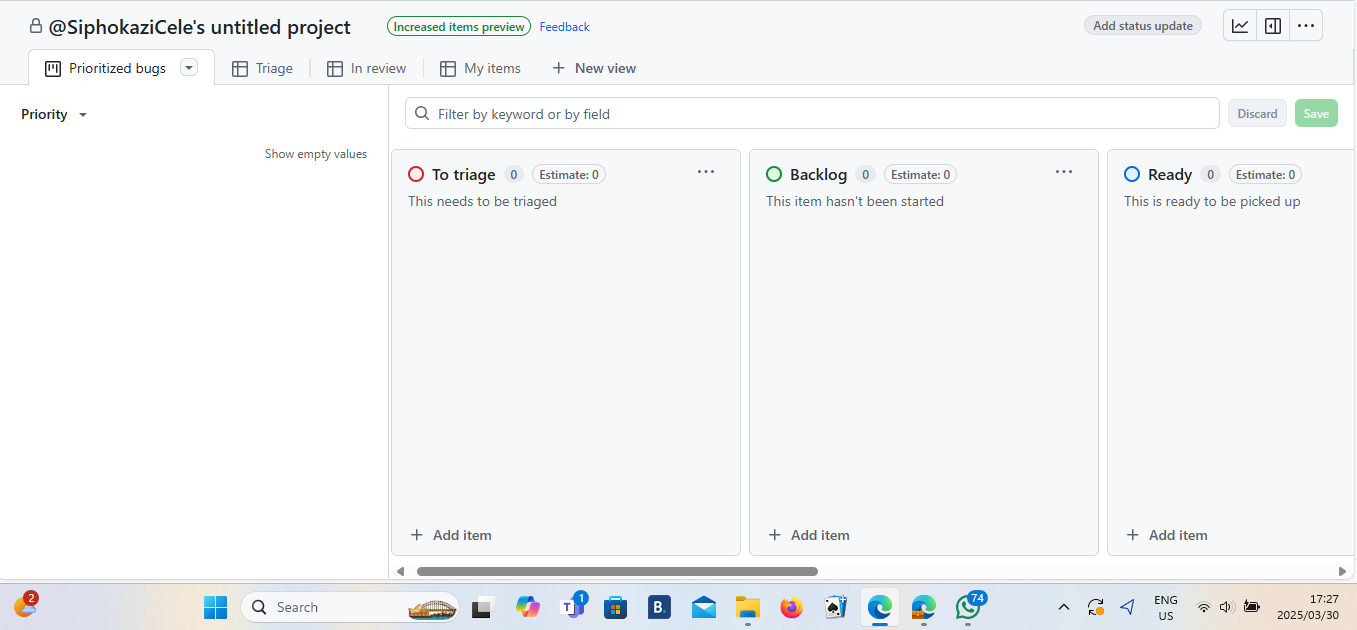 @SiphokaziCele's untitled project
Increased items preview
Feedback
Add status update
Prioritized bugs
Triage
In review
My items
New view
Priority
Filter by keyword or by field
Discard
Save
Show empty values
To triage 0 Estimate: 0
This needs to be triaged
Add item
Backlog 0 Estimate: 0
This item hasn't been started
Add item
Ready 0 Estimate: 0
This is ready to be picked up
Add item
2
Search
T
1
B.
74
ENG
US
17:27
2025/03/30